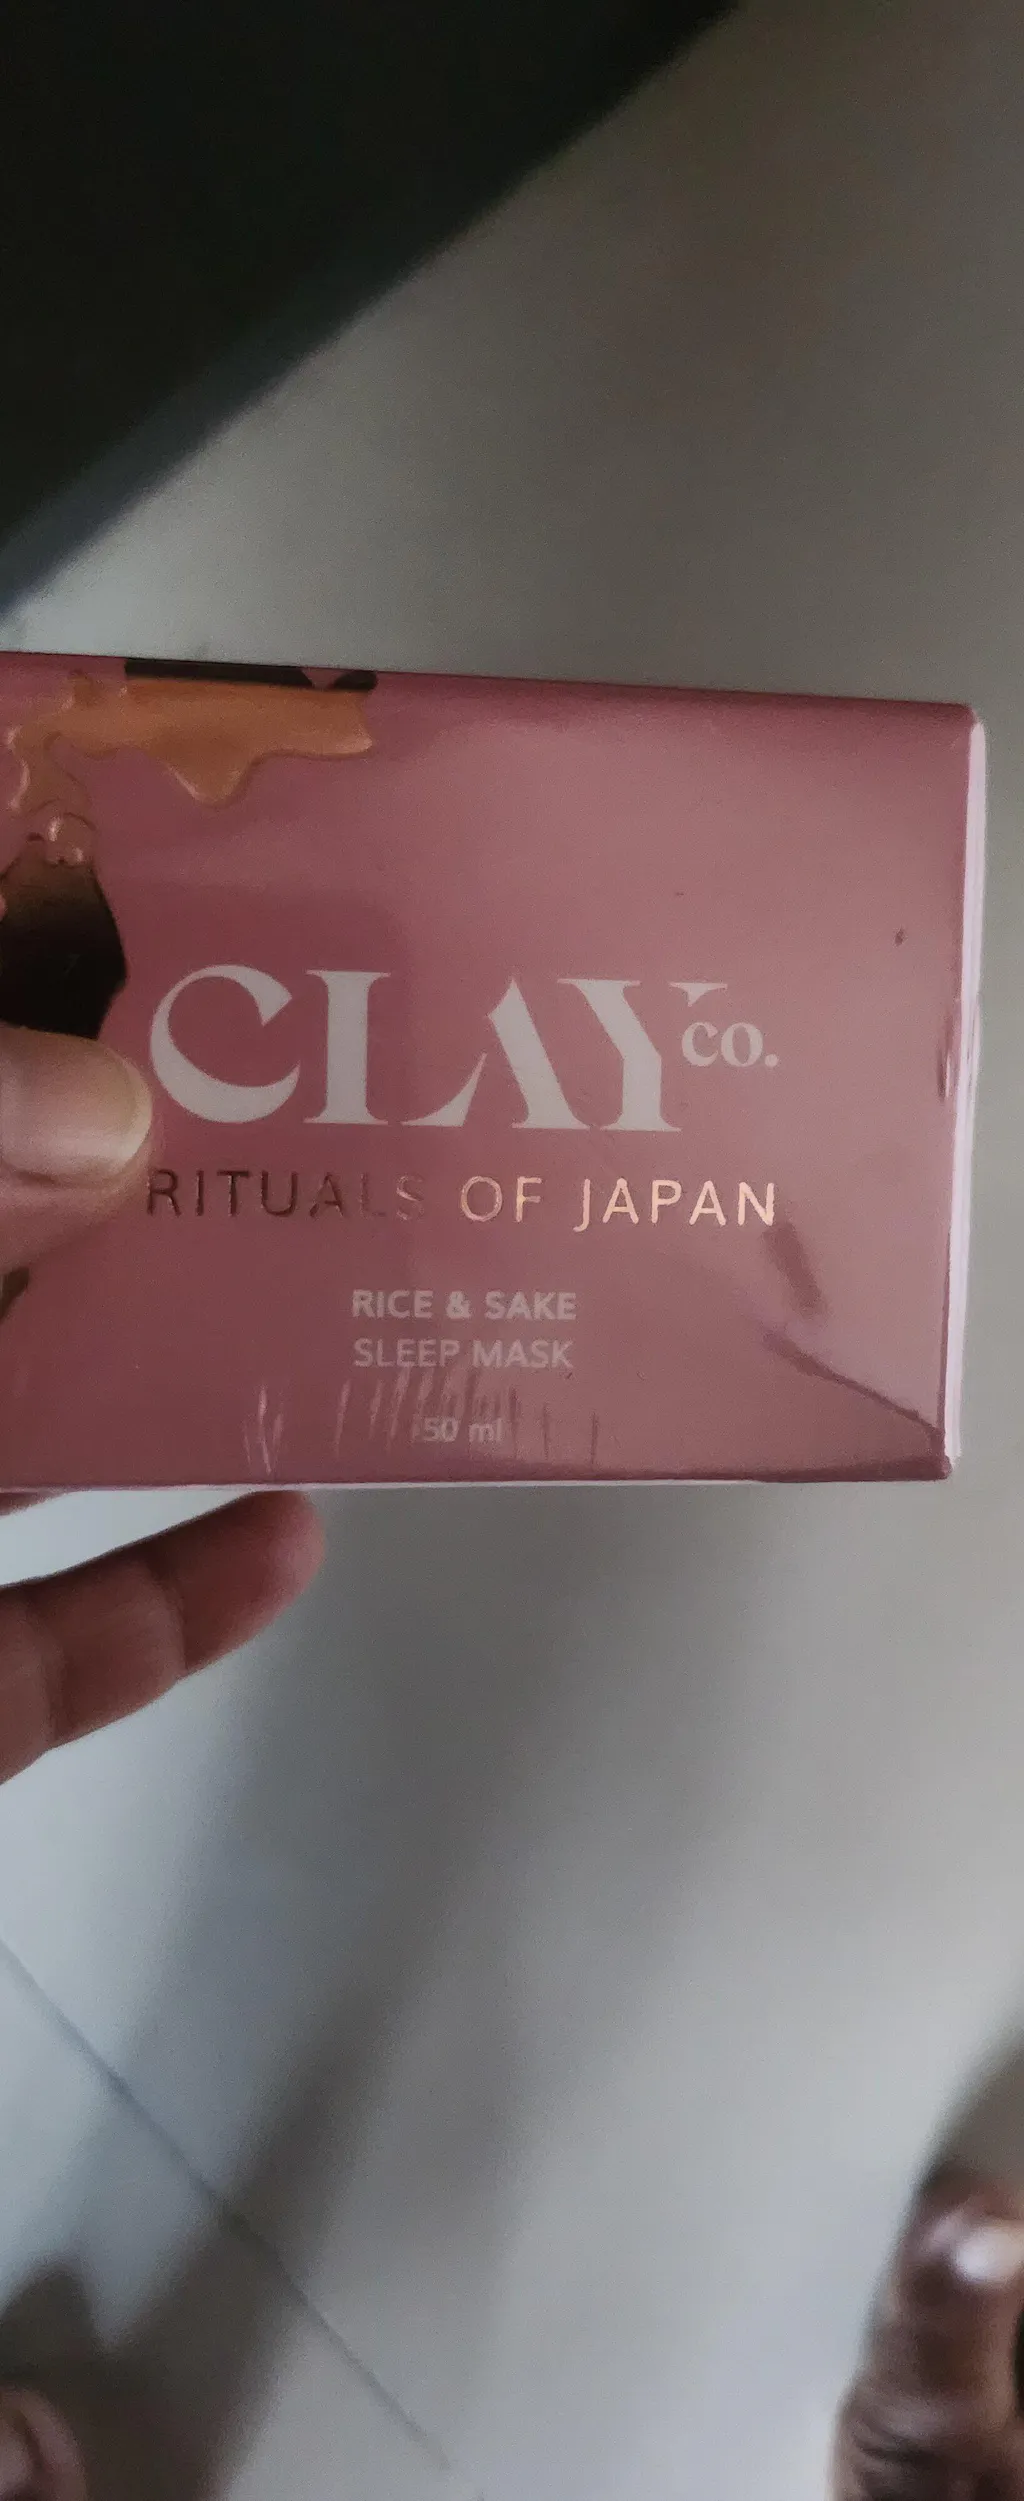 CLAY CO.
RITUALS OF JAPAN
RICE & SAKE
SLEEP MASK
50 ml